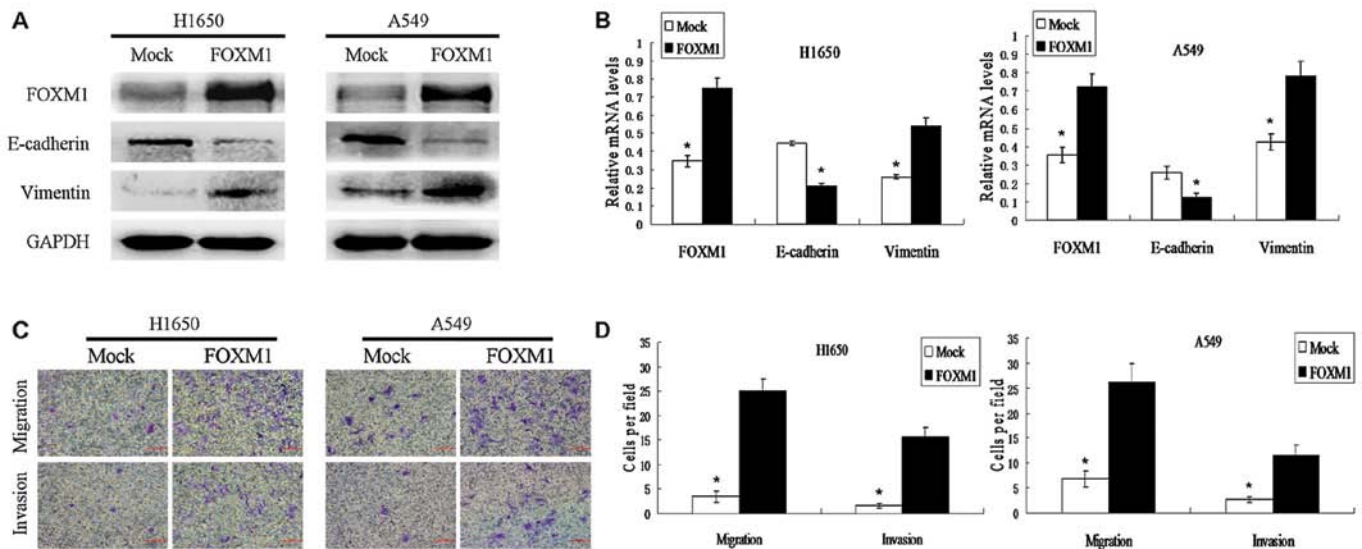 A
H1650
A549
Mock
FOXM1
Mock
FOXM1
FOXM1
E-cadherin
Vimentin
GAPDH
B
Mock
FOXM1
H1650
Relative mRNA levels
1
0.9
0.8
0.7
0.6
0.5
0.4
0.3
0.2
0.1
0
*
*
*
FOXM1
E-cadherin
Vimentin
Mock
FOXM1
A549
Relative mRNA levels
1
0.9
0.8
0.7
0.6
0.5
0.4
0.3
0.2
0.1
0
*
*
*
FOXM1
E-cadherin
Vimentin
C
H1650
A549
Mock
FOXM1
Mock
FOXM1
Migration
Invasion
D
H1650
Mock
FOXM1
Cells per field
35
30
25
20
15
10
5
0
*
*
Migration
Invasion
A549
Mock
FOXM1
Cells per field
35
30
25
20
15
10
5
0
*
*
Migration
Invasion